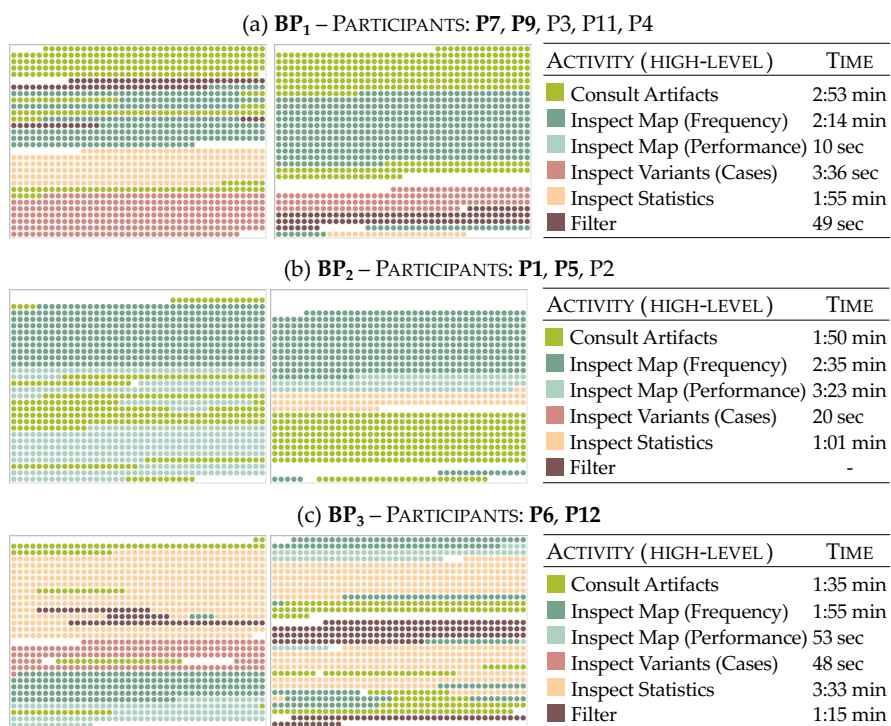 (a) BP1 – PARTICIPANTS: P7, P9, P3, P11, P4
ACTIVITY (HIGH-LEVEL) TIME
Consult Artifacts 2:53 min
Inspect Map (Frequency) 2:14 min
Inspect Map (Performance) 10 sec
Inspect Variants (Cases) 3:36 sec
Inspect Statistics 1:55 min
Filter 49 sec
(b) BP2 – PARTICIPANTS: P1, P5, P2
ACTIVITY (HIGH-LEVEL) TIME
Consult Artifacts 1:50 min
Inspect Map (Frequency) 2:35 min
Inspect Map (Performance) 3:23 min
Inspect Variants (Cases) 20 sec
Inspect Statistics 1:01 min
Filter -
(c) BP3 – PARTICIPANTS: P6, P12
ACTIVITY (HIGH-LEVEL) TIME
Consult Artifacts 1:35 min
Inspect Map (Frequency) 1:55 min
Inspect Map (Performance) 53 sec
Inspect Variants (Cases) 48 sec
Inspect Statistics 3:33 min
Filter 1:15 min